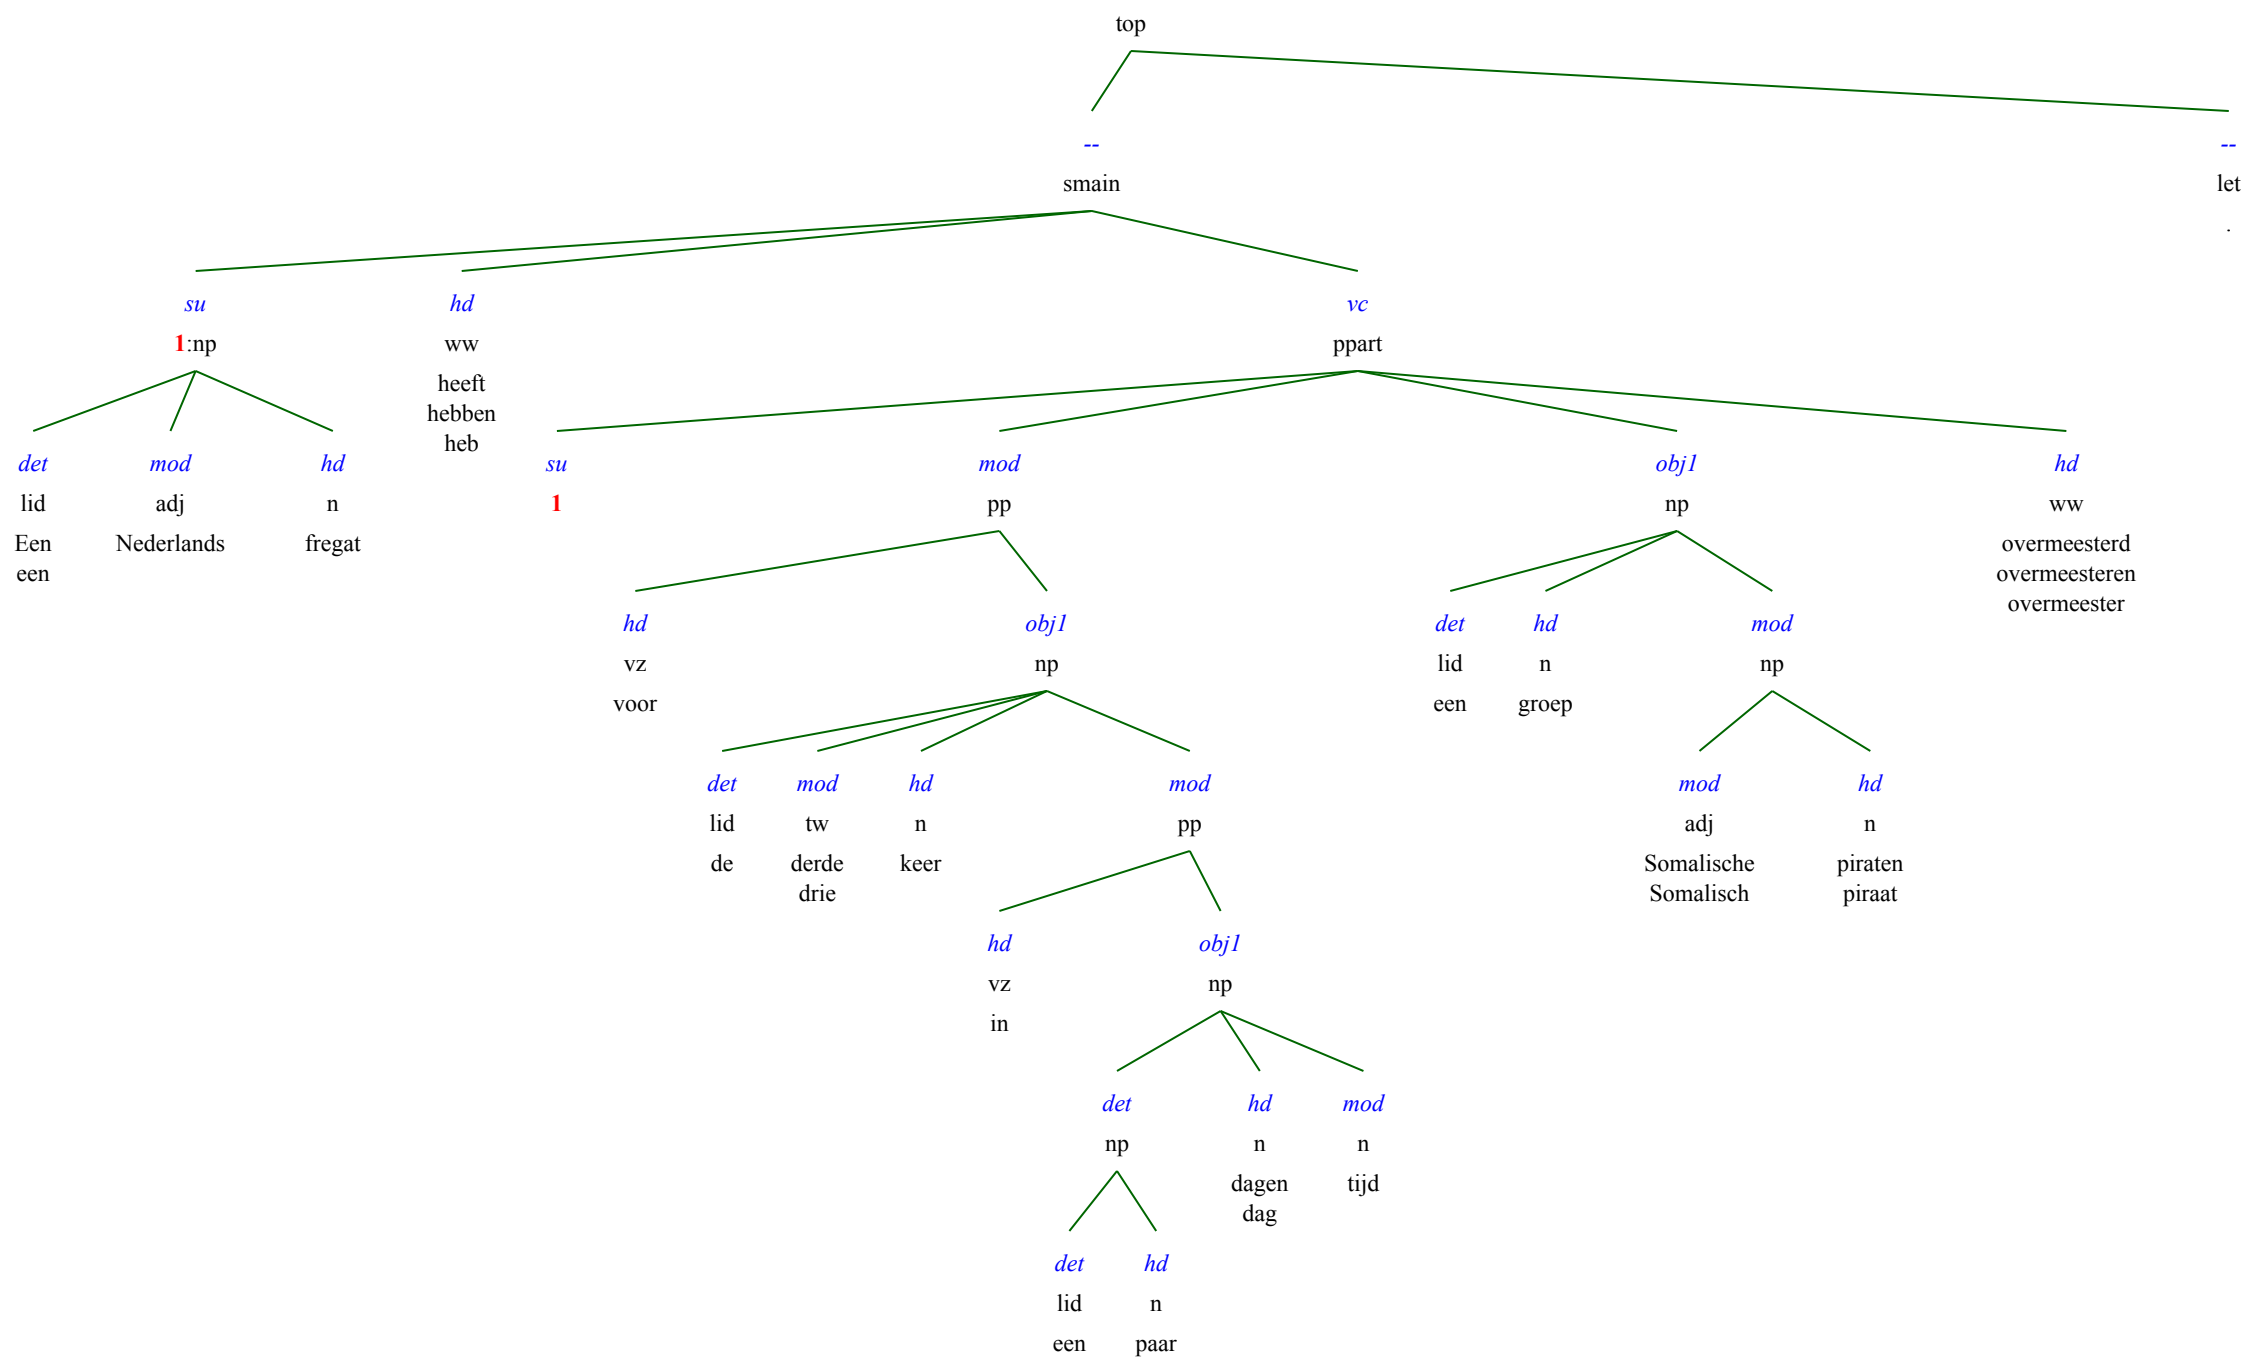 top
-- --
smain let
.
su hd vc
1:np ww ppart
heeft
hebben
heb
det mod hd su mod obj1 hd
lid adj n 1 pp np ww
Een Nederlands fregat overmeesterd
een overmeesteren
overmeester
hd obj1 det hd mod
vz np lid n np
voor een groep
det mod hd mod mod hd
lid tw n pp adj n
de derde keer Somalische piraten
drie Somalisch piraat
hd obj1
vz np
in
det hd mod
np n n
dagen tijd
dag
det hd
lid n
een paar